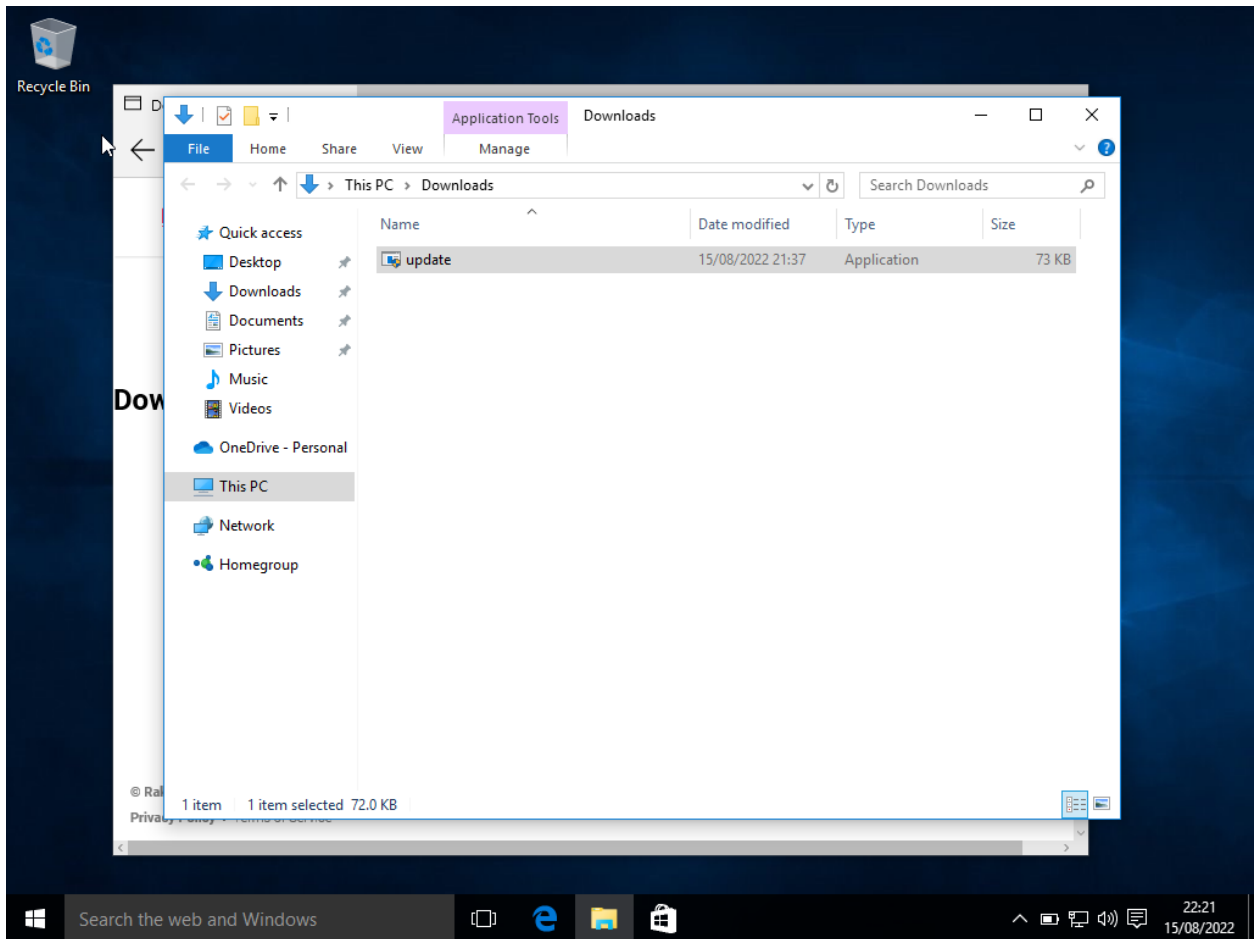 Recycle Bin
D
Application Tools
Downloads
File
Home
Share
View
Manage
This PC > Downloads
Search Downloads
Name
Date modified
Type
Size
update
15/08/2022 21:37
Application
73 KB
Quick access
Desktop
Downloads
Documents
Pictures
Music
Videos
OneDrive - Personal
This PC
Network
Homegroup
Dow
© Ral
1 item
1 item selected 72.0 KB
Search the web and Windows
22:21
15/08/2022